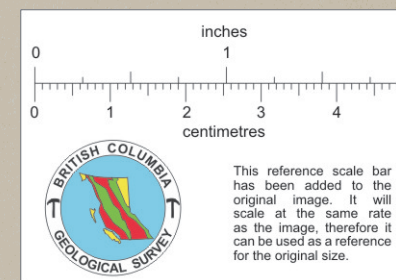 inches
0 1
0 1 2 3 4
centimetres
BRITISH COLUMBIA
GEOLOGICAL SURVEY
This reference scale bar
has been added to the
original image. It will
scale at the same rate
as the image, therefore it
can be used as a reference
for the original size.